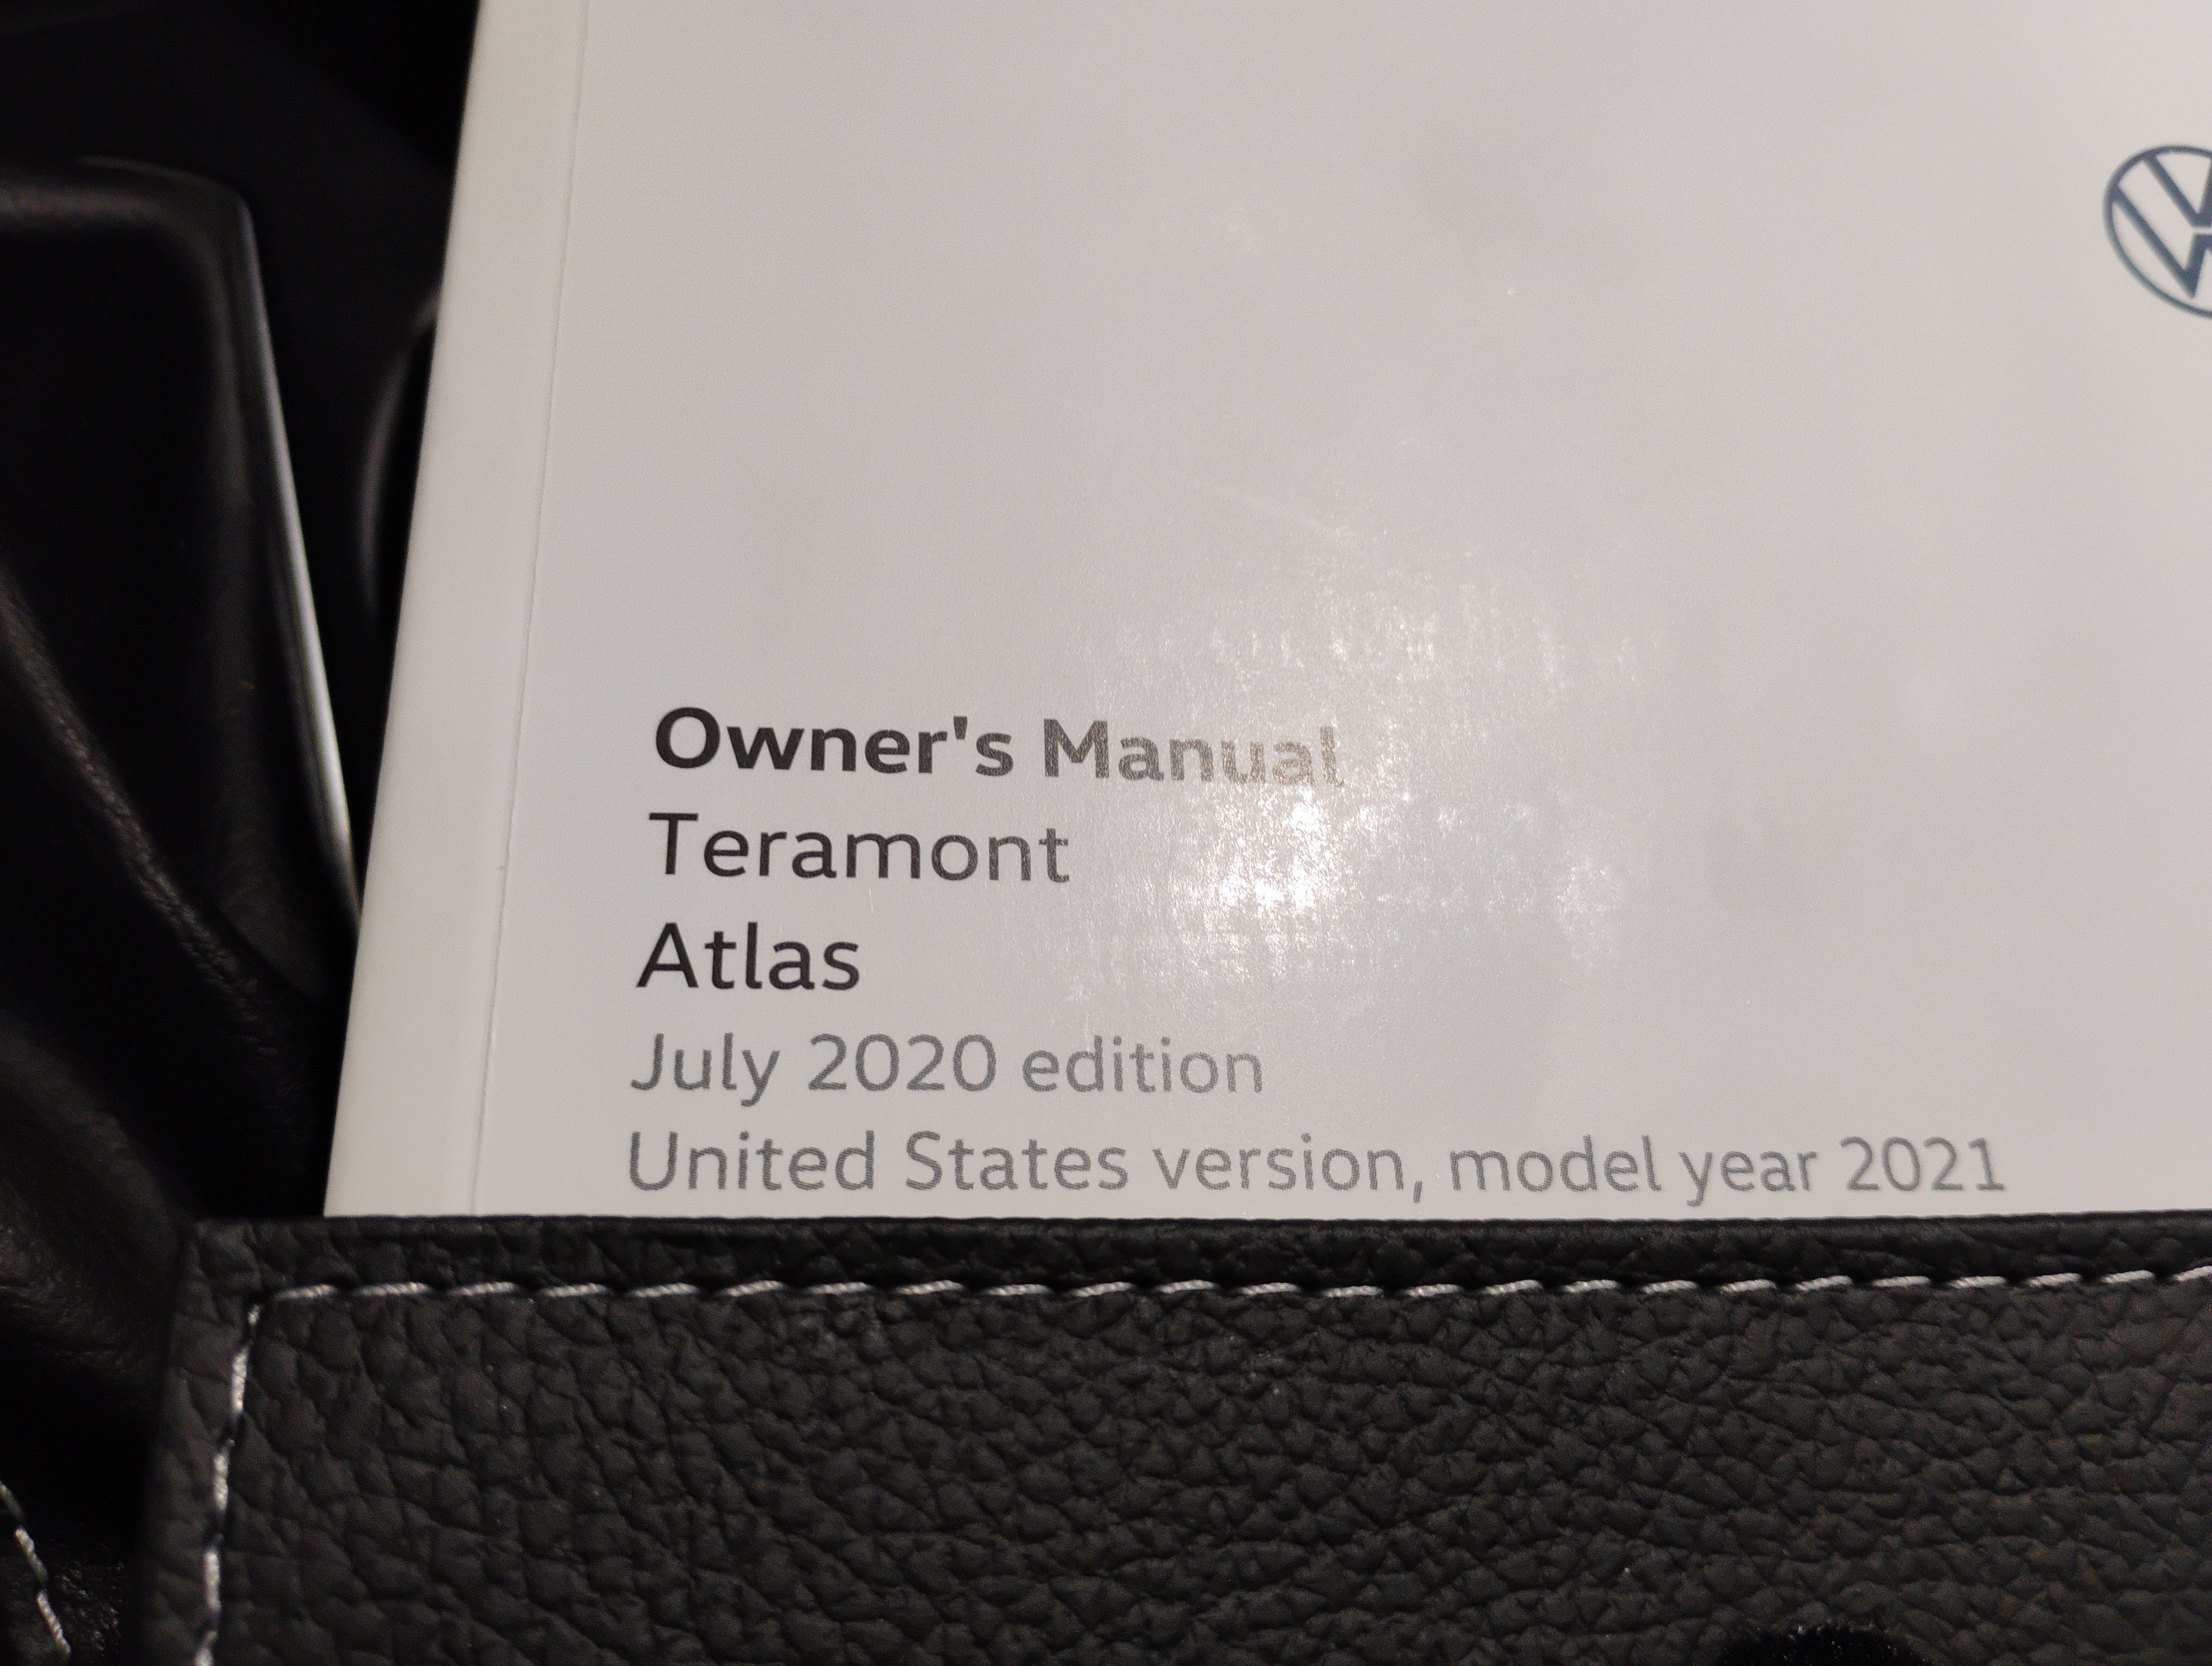 Owner's Manual
Teramont
Atlas
July 2020 edition
United States version, model year 2021